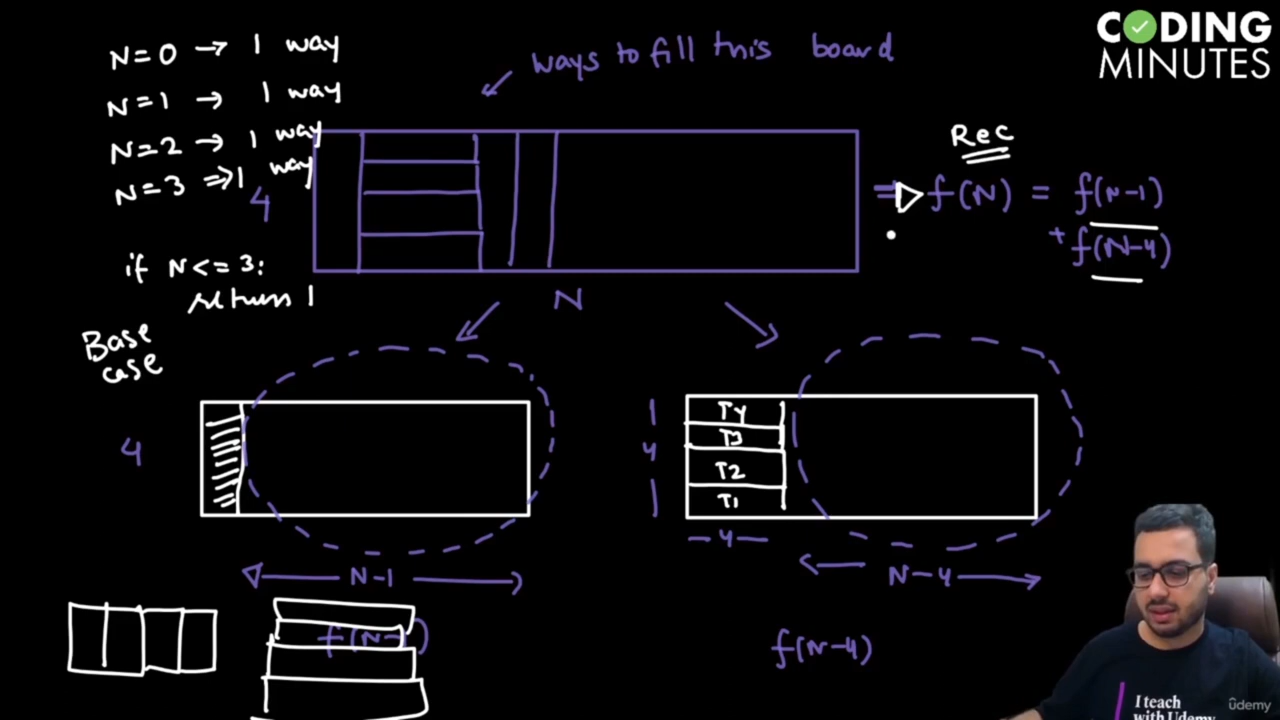 CODING
MINUTES
N=0 → 1 way
N=1 → 1 way
N=2 → 1 way
N=3 ⇒ 1 way
ways to fill this board
Rec
4
⇒ f(N) = f(N-1)
+ f(N-4)
if N <= 3:
return 1
N
Base
case
4
4
T4
T3
T2
T1
4
N-1
N-4
f(N-1)
f(N-4)
I teach
with Udemy
ûdemy